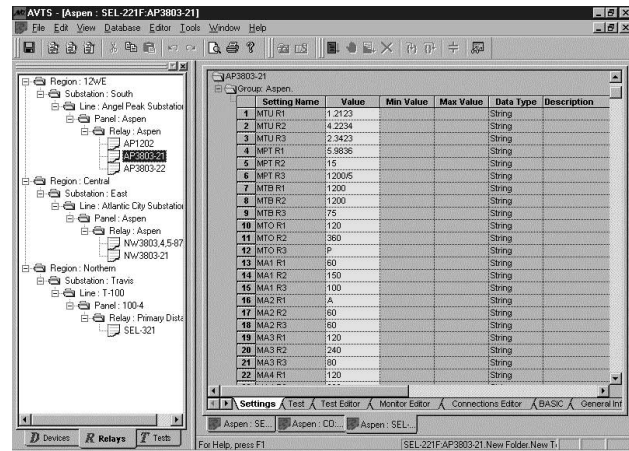 AVTS - [Aspen : SEL-221F:AP3803-21]
File Edit View Database Editor Tools Window Help
Region : 12WE
Substation : South
Line : Angel Peak Substation
Panel : Aspen
Relay : Aspen
AP1202
AP3803-21
AP3803-22
Region : Central
Substation : East
Line : Atlantic City Substation
Panel : Aspen
Relay : Aspen
NW3803,4,5-87
NW3803-21
Region : Northern
Substation : Travis
Line : T-100
Panel : 100-4
Relay : Primary Dista
SEL-321
D Devices R Relays T Tests
AP3803-21
Group: Aspen.
Setting Name Value Min Value Max Value Data Type Description
1 MTU R1 1.2123 String
2 MTU R2 4.2234 String
3 MTU R3 2.3423 String
4 MPT R1 5.9836 String
5 MPT R2 15 String
6 MPT R3 1200/5 String
7 MTB R1 1200 String
8 MTB R2 1200 String
9 MTB R3 75 String
10 MTO R1 120 String
11 MTO R2 360 String
12 MTO R3 P String
13 MA1 R1 60 String
14 MA1 R2 150 String
15 MA1 R3 100 String
16 MA2 R1 A String
17 MA2 R2 60 String
18 MA2 R3 60 String
19 MA3 R1 120 String
20 MA3 R2 240 String
21 MA3 R3 80 String
22 MA4 R1 120 String
Settings Test Test Editor Monitor Editor Connections Editor BASIC General Inf
Aspen : SE... Aspen : CO:... Aspen : SEL-...
For Help, press F1 SEL-221F:AP3803-21.New Folder.New T